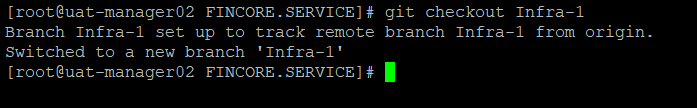 [root@uat-manager02 FINCORE.SERVICE]# git checkout Infra-1
Branch Infra-1 set up to track remote branch Infra-1 from origin.
Switched to a new branch 'Infra-1'
[root@uat-manager02 FINCORE.SERVICE]#